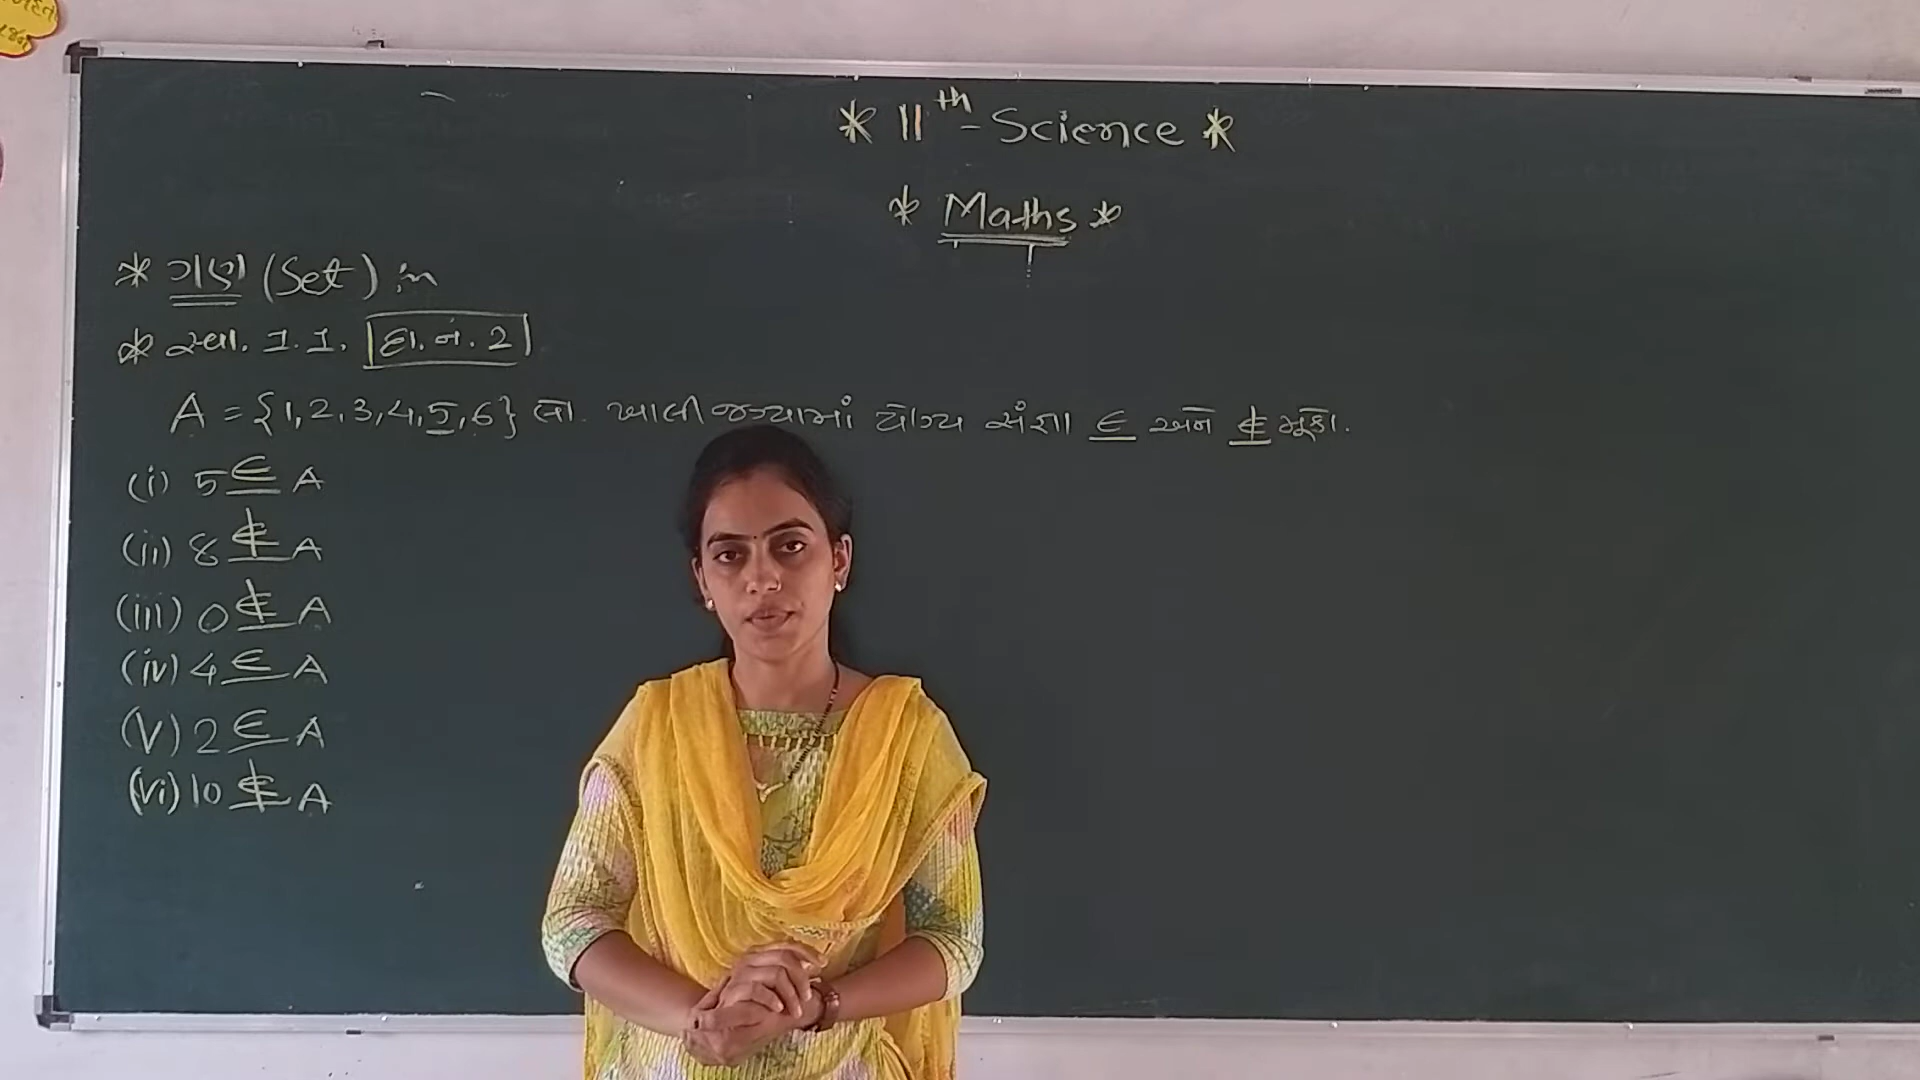 * 11th - Science *
* Maths *
* ગણ (Set) :-
* સ્વા. 1.1. દા.નં. 2
A = {1,2,3,4,5,6} તો. ખાલી જગ્યામાં યોગ્ય સંજ્ઞા ∈ અને ∉ મૂકો.
(i) 5 ∈ A
(ii) 8 ∉ A
(iii) 0 ∉ A
(iv) 4 ∈ A
(V) 2 ∈ A
(vi) 10 ∉ A